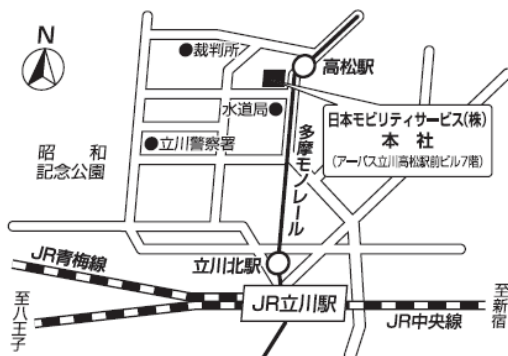 N
裁判所
高松駅
水道局
日本モビリティサービス(株)
本社
(アーバス立川高松駅前ビル7階)
立川警察署
昭和
記念公園
多摩モノレール
立川北駅
JR青梅線
JR立川駅
JR中央線
至八王子
至新宿